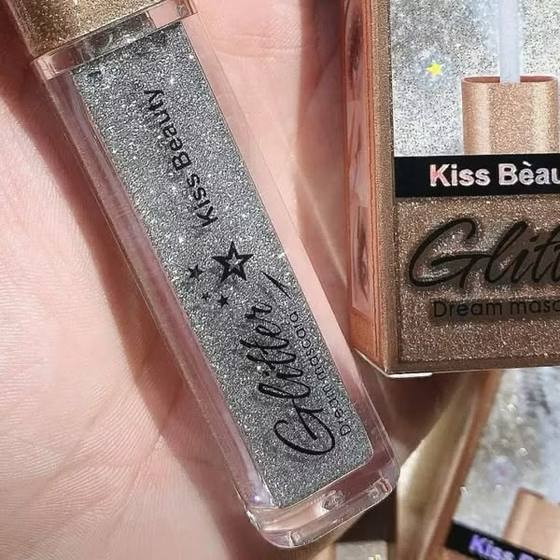 Kiss Beauty
Glitter
Dream mascara
Kiss Bèau
Glitt
Dream masc
Kiss B